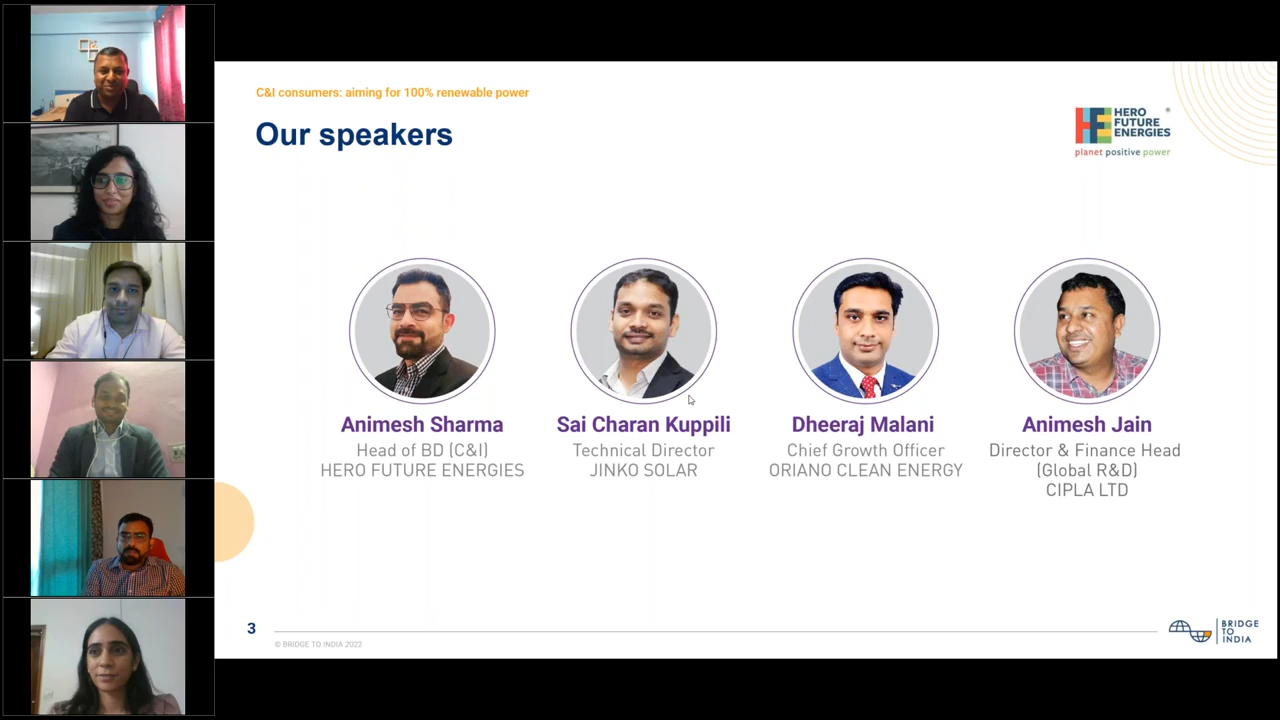 C&I consumers: aiming for 100% renewable power
Our speakers
HERO
FUTURE
ENERGIES
®
planet positive power
Animesh Sharma
Head of BD (C&I)
HERO FUTURE ENERGIES
Sai Charan Kuppili
Technical Director
JINKO SOLAR
Dheeraj Malani
Chief Growth Officer
ORIANO CLEAN ENERGY
Animesh Jain
Director & Finance Head
(Global R&D)
CIPLA LTD
3
© BRIDGE TO INDIA 2022
BRIDGE
TO
INDIA